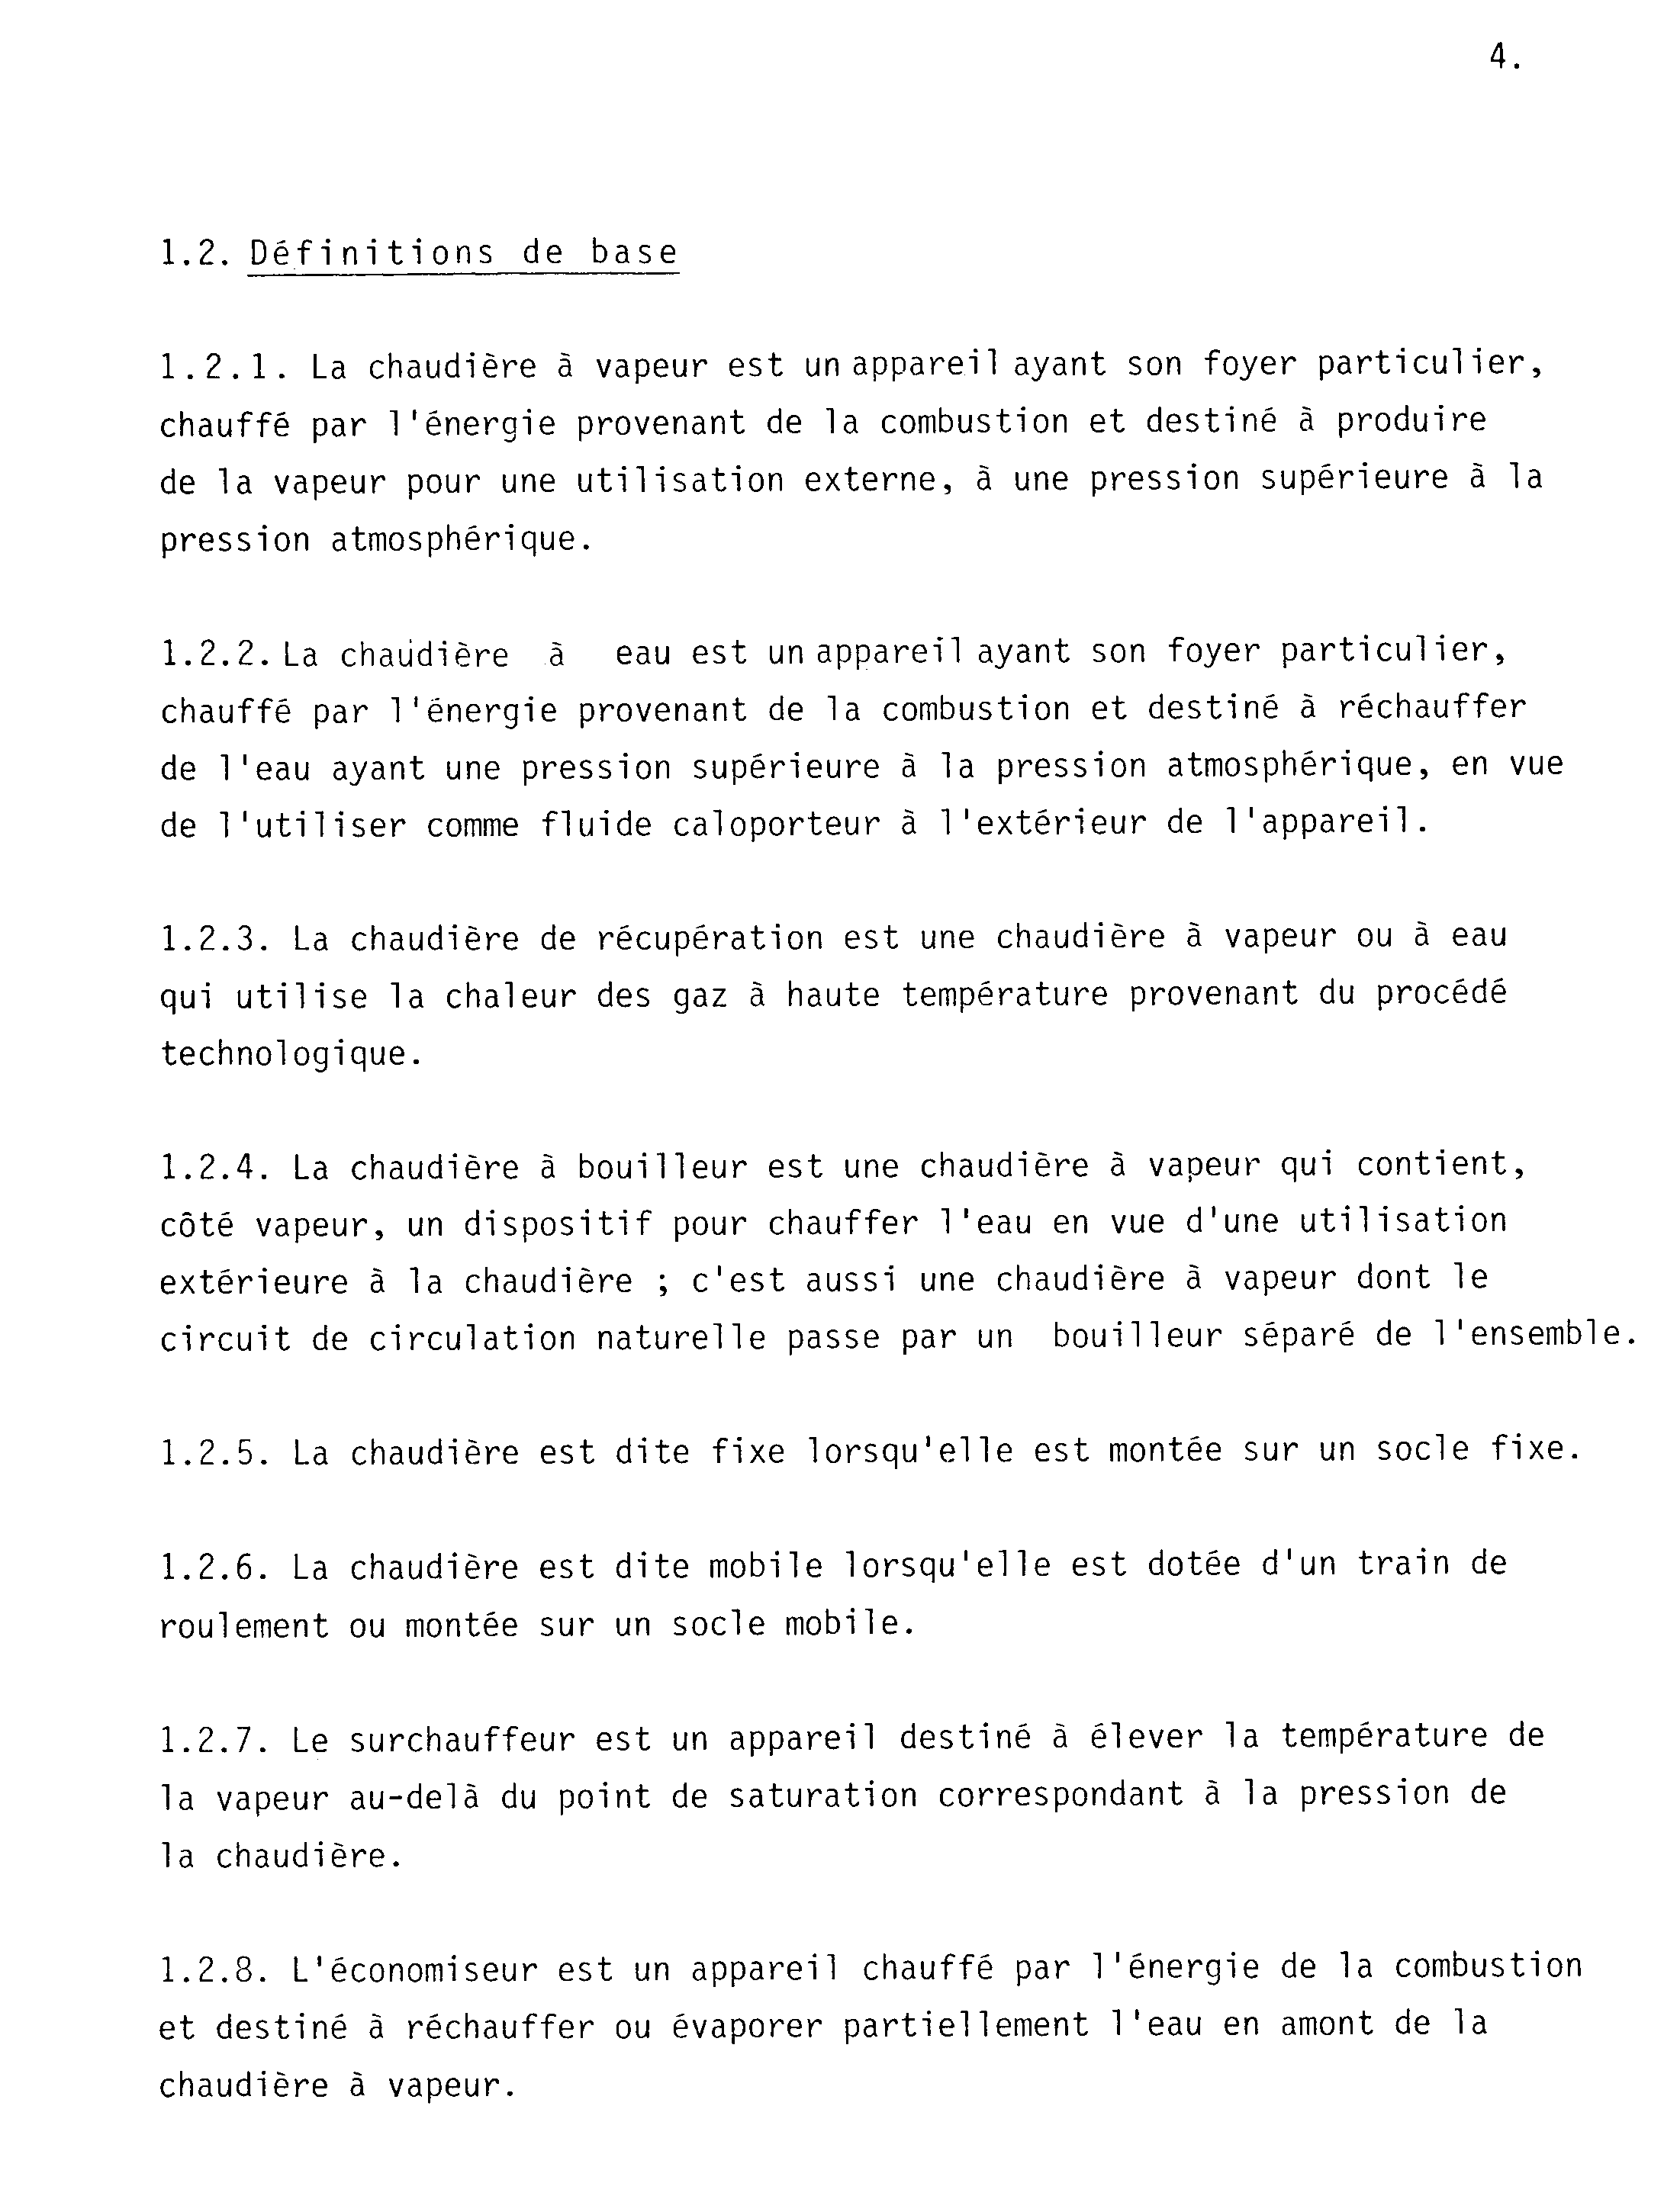 4.
1.2. Définitions de base
1.2.1. La chaudière à vapeur est un appareil ayant son foyer particulier,
chauffé par l'énergie provenant de la combustion et destiné à produire
de la vapeur pour une utilisation externe, à une pression supérieure à la
pression atmosphérique.
1.2.2. La chaudière à eau est un appareil ayant son foyer particulier,
chauffé par l'énergie provenant de la combustion et destiné à réchauffer
de l'eau ayant une pression supérieure à la pression atmosphérique, en vue
de l'utiliser comme fluide caloporteur à l'extérieur de l'appareil.
1.2.3. La chaudière de récupération est une chaudière à vapeur ou à eau
qui utilise la chaleur des gaz à haute température provenant du procédé
technologique.
1.2.4. La chaudière à bouilleur est une chaudière à vapeur qui contient,
côté vapeur, un dispositif pour chauffer l'eau en vue d'une utilisation
extérieure à la chaudière ; c'est aussi une chaudière à vapeur dont le
circuit de circulation naturelle passe par un bouilleur séparé de l'ensemble.
1.2.5. La chaudière est dite fixe lorsqu'elle est montée sur un socle fixe.
1.2.6. La chaudière est dite mobile lorsqu'elle est dotée d'un train de
roulement ou montée sur un socle mobile.
1.2.7. Le surchauffeur est un appareil destiné à élever la température de
la vapeur au-delà du point de saturation correspondant à la pression de
la chaudière.
1.2.8. L'économiseur est un appareil chauffé par l'énergie de la combustion
et destiné à réchauffer ou évaporer partiellement l'eau en amont de la
chaudière à vapeur.